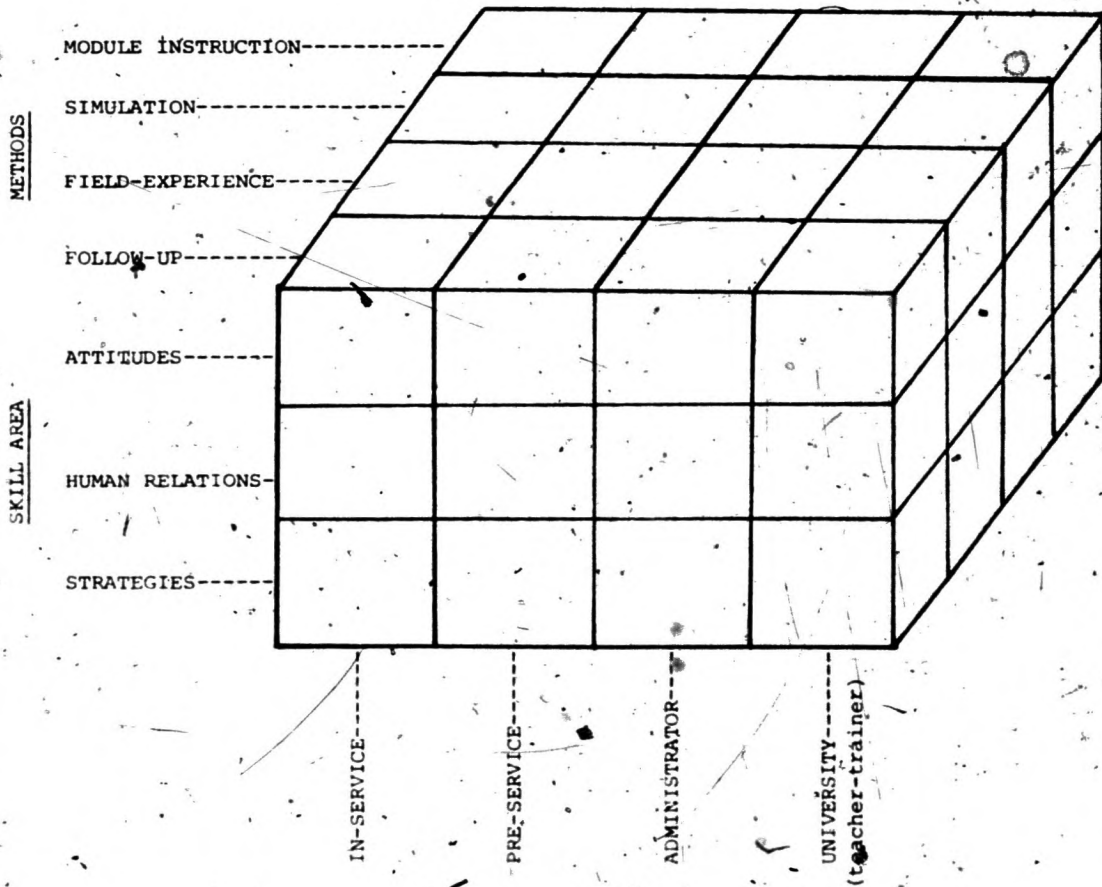 METHODS
MODULE INSTRUCTION
SIMULATION
FIELD-EXPERIENCE
FOLLOW-UP
SKILL AREA
ATTITUDES
HUMAN RELATIONS
STRATEGIES
IN-SERVICE
PRE-SERVICE
ADMINISTRATOR
UNIVERSITY
(teacher-trainer)